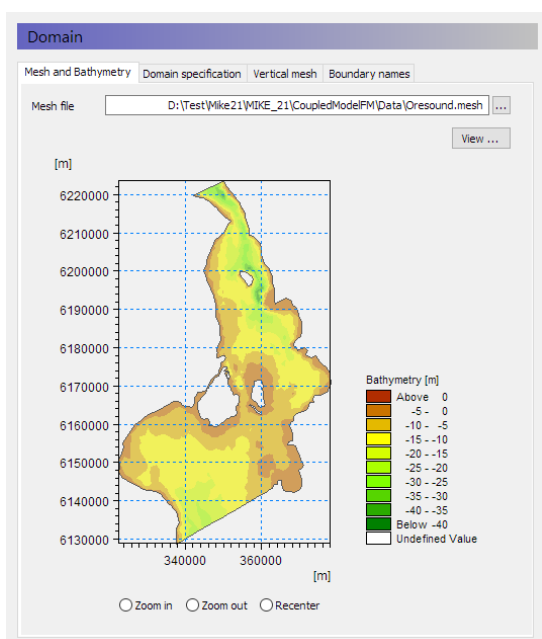 Domain
Mesh and Bathymetry Domain specification Vertical mesh Boundary names
Mesh file D:\Test\Mike21\MIKE_21\CoupledModelFM\Data\Oresound.mesh ...
View ...
[m]
6220000
6210000
6200000
6190000
6180000
6170000
6160000
6150000
6140000
6130000
340000 360000
[m]
Bathymetry [m]
Above 0
-5 - 0
-10 - -5
-15 - -10
-20 - -15
-25 - -20
-30 - -25
-35 - -30
-40 - -35
Below -40
Undefined Value
Zoom in Zoom out Recenter